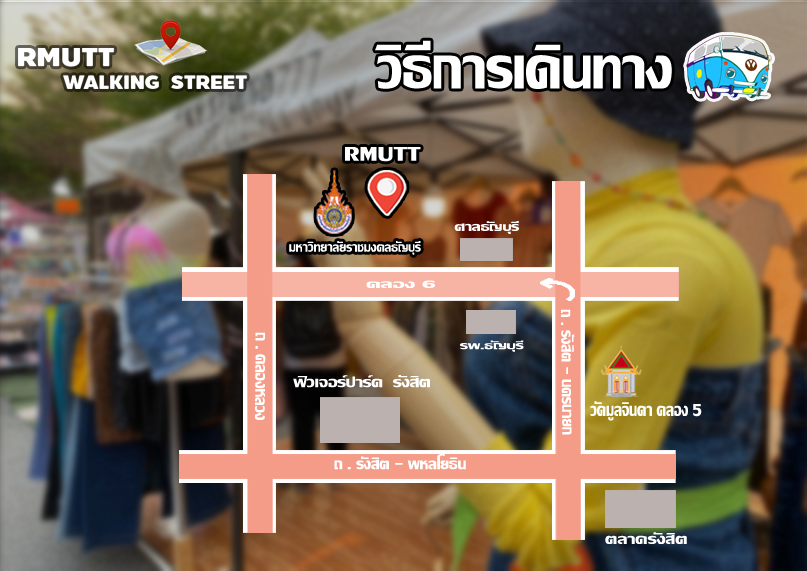 RMUTT
WALKING STREET
วิธีการเดินทาง
RMUTT
มหาวิทยาลัยราชมงคลธัญบุรี
ศาลธัญบุรี
คลอง 6
รพ.ธัญบุรี
ถ. คลองหลวง
ถ. รังสิต - นครนายก
ฟิวเจอร์ปาร์ค รังสิต
วัดมูลจินดา คลอง 5
ถ. รังสิต - พหลโยธิน
ตลาดรังสิต